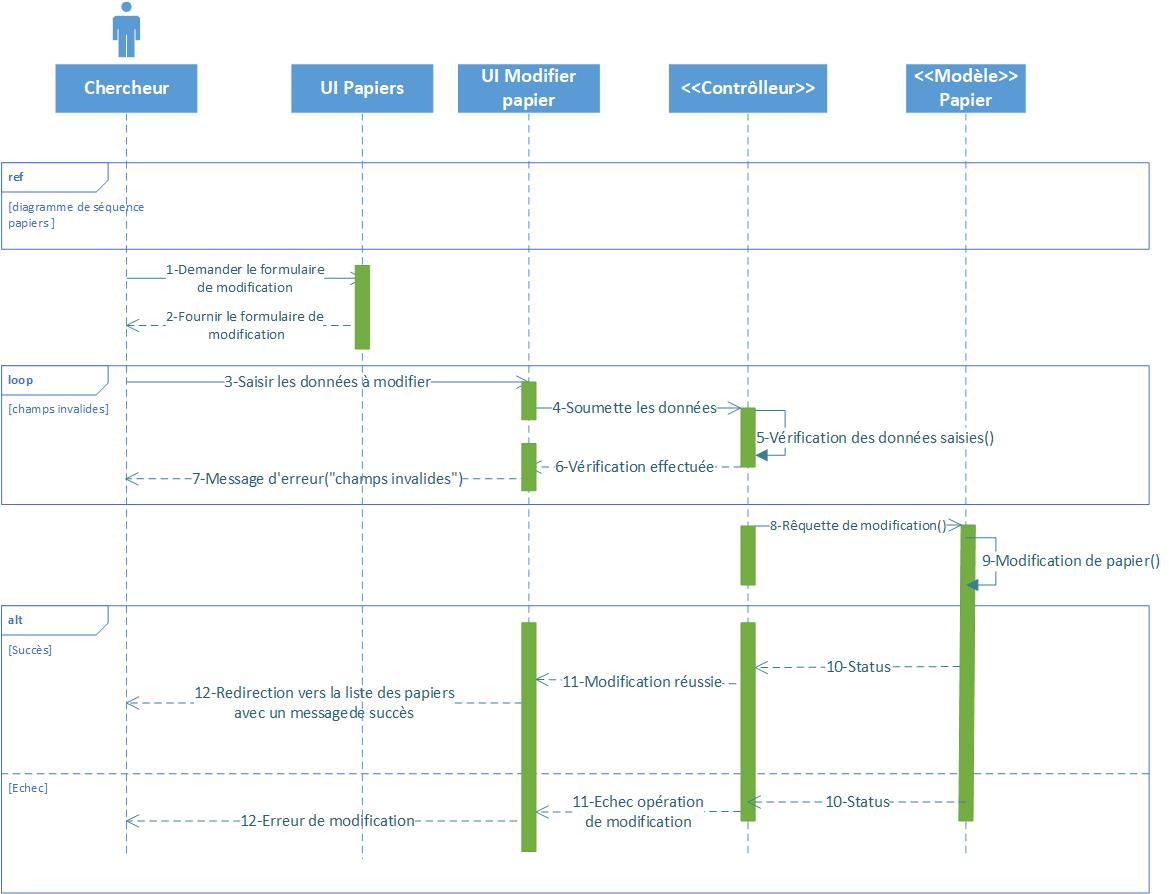 Chercheur
UI Papiers
UI Modifier
papier
<<Contrôlleur>>
<<Modèle>>
Papier
ref
[diagramme de séquence
papiers ]
1-Demander le formulaire
de modification
2-Fournir le formulaire de
modification
loop
[champs invalides]
3-Saisir les données à modifier
4-Soumette les données
5-Vérification des données saisies()
6-Vérification effectuée
7-Message d'erreur("champs invalides")
8-Rêquette de modification()
9-Modification de papier()
alt
[Succès]
10-Status
11-Modification réussie
12-Redirection vers la liste des papiers
avec un messagede succès
[Echec]
10-Status
11-Echec opération
de modification
12-Erreur de modification